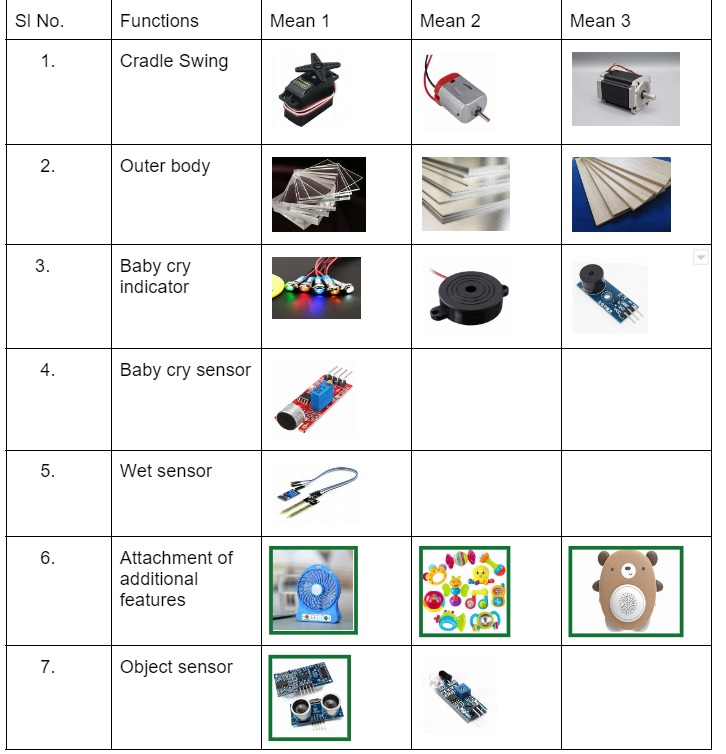 Sl No. Functions Mean 1 Mean 2 Mean 3
1. Cradle Swing
2. Outer body
3. Baby cry
indicator
4. Baby cry sensor
5. Wet sensor
6. Attachment of
additional
features
7. Object sensor